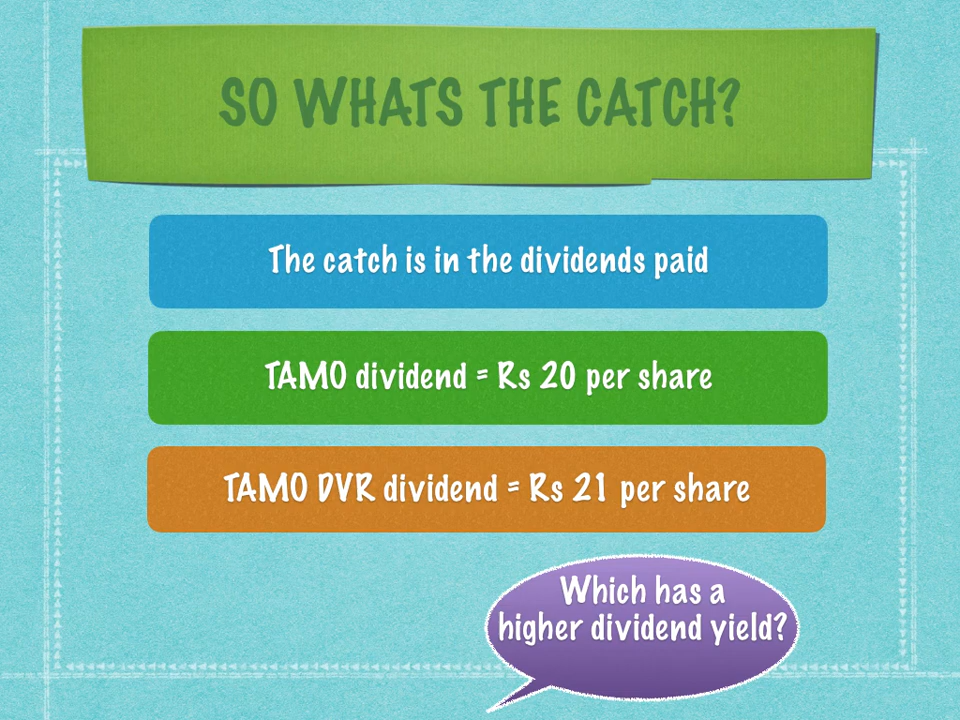 SO WHATS THE CATCH?
The catch is in the dividends paid
TAMO dividend = Rs 20 per share
TAMO DVR dividend = Rs 21 per share
Which has a
higher dividend yield?